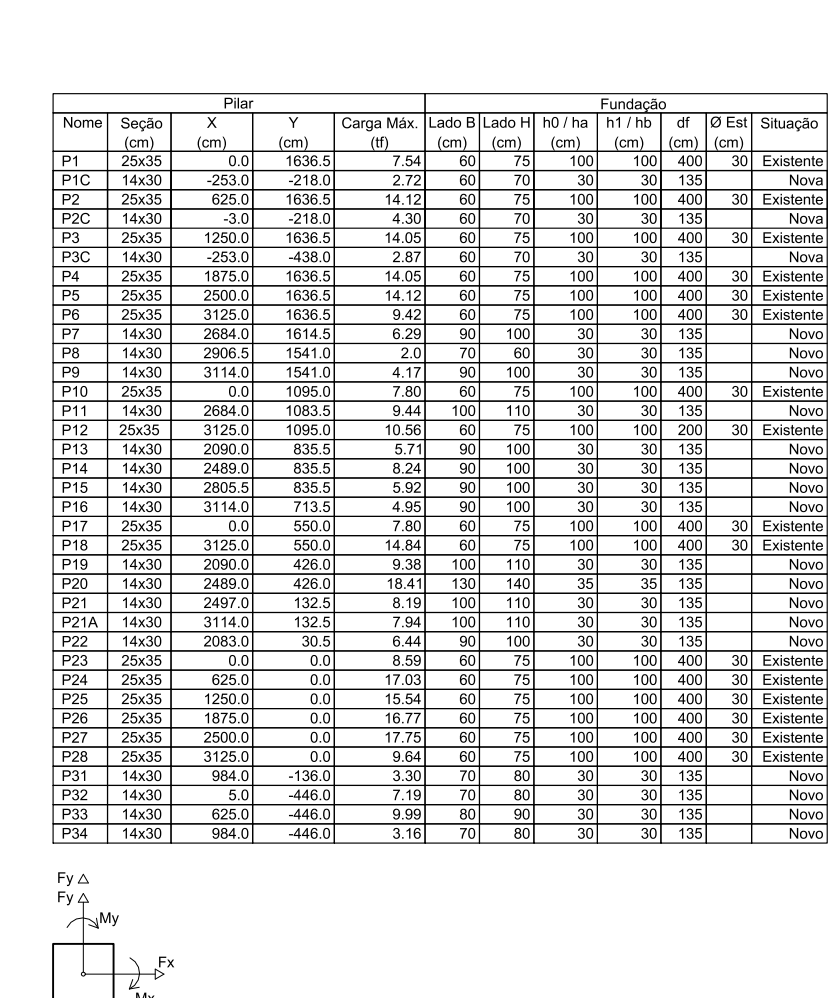 Pilar Fundação
Nome Seção X Y Carga Máx. Lado B Lado H h0 / ha h1 / hb df Ø Est Situação
(cm) (cm) (cm) (tf) (cm) (cm) (cm) (cm) (cm) (cm)
P1 25x35 0.0 1636.5 7.54 60 75 100 100 400 30 Existente
P1C 14x30 -253.0 -218.0 2.72 60 70 30 30 135 Nova
P2 25x35 625.0 1636.5 14.12 60 75 100 100 400 30 Existente
P2C 14x30 -3.0 -218.0 4.30 60 70 30 30 135 Nova
P3 25x35 1250.0 1636.5 14.05 60 75 100 100 400 30 Existente
P3C 14x30 -253.0 -438.0 2.87 60 70 30 30 135 Nova
P4 25x35 1875.0 1636.5 14.05 60 75 100 100 400 30 Existente
P5 25x35 2500.0 1636.5 14.12 60 75 100 100 400 30 Existente
P6 25x35 3125.0 1636.5 9.42 60 75 100 100 400 30 Existente
P7 14x30 2684.0 1614.5 6.29 90 100 30 30 135 Novo
P8 14x30 2906.5 1541.0 2.0 70 60 30 30 135 Novo
P9 14x30 3114.0 1541.0 4.17 90 100 30 30 135 Novo
P10 25x35 0.0 1095.0 7.80 60 75 100 100 400 30 Existente
P11 14x30 2684.0 1083.5 9.44 100 110 30 30 135 Novo
P12 25x35 3125.0 1095.0 10.56 60 75 100 100 200 30 Existente
P13 14x30 2090.0 835.5 5.71 90 100 30 30 135 Novo
P14 14x30 2489.0 835.5 8.24 90 100 30 30 135 Novo
P15 14x30 2805.5 835.5 5.92 90 100 30 30 135 Novo
P16 14x30 3114.0 713.5 4.95 90 100 30 30 135 Novo
P17 25x35 0.0 550.0 7.80 60 75 100 100 400 30 Existente
P18 25x35 3125.0 550.0 14.84 60 75 100 100 400 30 Existente
P19 14x30 2090.0 426.0 9.38 100 110 30 30 135 Novo
P20 14x30 2489.0 426.0 18.41 130 140 35 35 135 Novo
P21 14x30 2497.0 132.5 8.19 100 110 30 30 135 Novo
P21A 14x30 3114.0 132.5 7.94 100 110 30 30 135 Novo
P22 14x30 2083.0 30.5 6.44 90 100 30 30 135 Novo
P23 25x35 0.0 0.0 8.59 60 75 100 100 400 30 Existente
P24 25x35 625.0 0.0 17.03 60 75 100 100 400 30 Existente
P25 25x35 1250.0 0.0 15.54 60 75 100 100 400 30 Existente
P26 25x35 1875.0 0.0 16.77 60 75 100 100 400 30 Existente
P27 25x35 2500.0 0.0 17.75 60 75 100 100 400 30 Existente
P28 25x35 3125.0 0.0 9.64 60 75 100 100 400 30 Existente
P31 14x30 984.0 -136.0 3.30 70 80 30 30 135 Novo
P32 14x30 5.0 -446.0 7.19 70 80 30 30 135 Novo
P33 14x30 625.0 -446.0 9.99 80 90 30 30 135 Novo
P34 14x30 984.0 -446.0 3.16 70 80 30 30 135 Novo
Fy
Fy
My
Fx
Mx